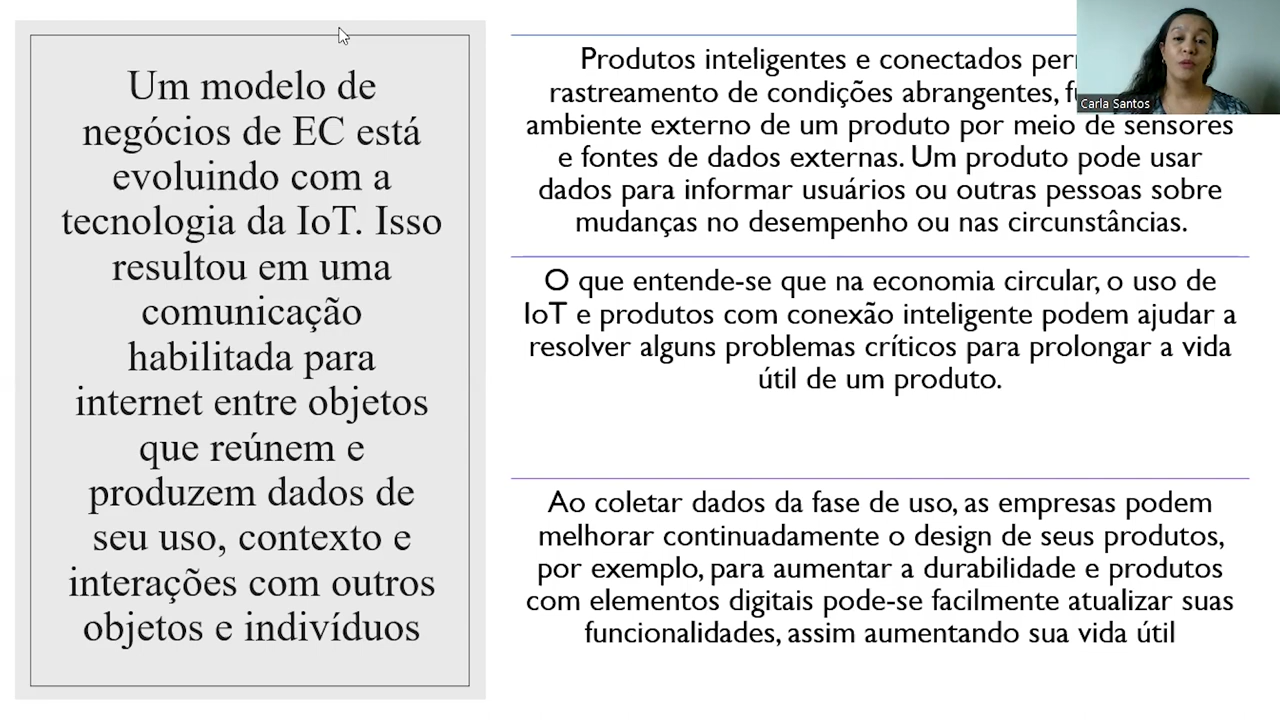 Um modelo de
negócios de EC está
evoluindo com a
tecnologia da IoT. Isso
resultou em uma
comunicação
habilitada para
internet entre objetos
que reúnem e
produzem dados de
seu uso, contexto e
interações com outros
objetos e indivíduos
Produtos inteligentes e conectados
rastreamento de condições abrangentes,
ambiente externo de um produto por meio de sensores
e fontes de dados externas. Um produto pode usar
dados para informar usuários ou outras pessoas sobre
mudanças no desempenho ou nas circunstâncias.
O que entende-se que na economia circular, o uso de
IoT e produtos com conexão inteligente podem ajudar a
resolver alguns problemas críticos para prolongar a vida
útil de um produto.
Ao coletar dados da fase de uso, as empresas podem
melhorar continuadamente o design de seus produtos,
por exemplo, para aumentar a durabilidade e produtos
com elementos digitais pode-se facilmente atualizar suas
funcionalidades, assim aumentando sua vida útil
Carla Santos